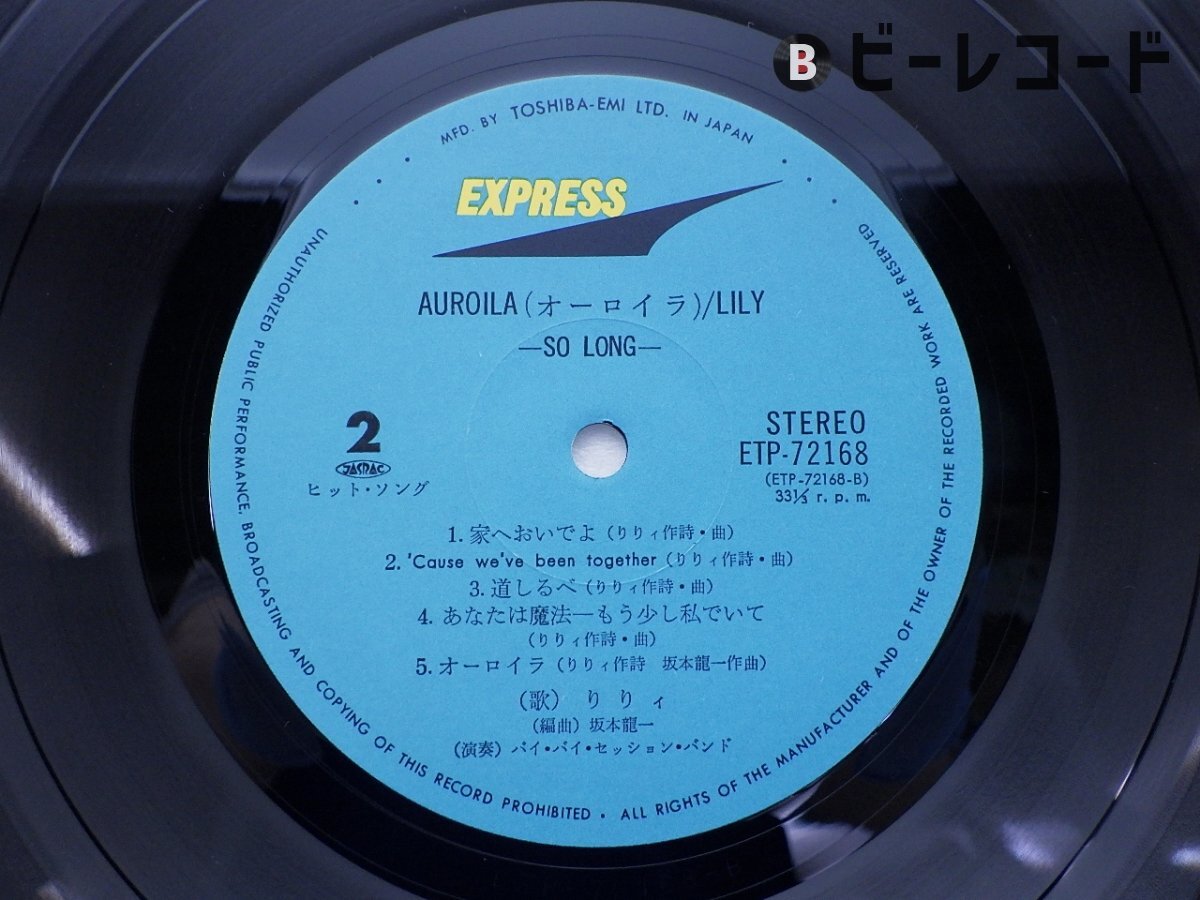 B ビーレコード
MFD. BY TOSHIBA-EMI LTD. IN JAPAN
EXPRESS
AUROILA(オーロイラ)/LILY
—SO LONG—
2
JASRAC
ヒット・ソング
STEREO
ETP-72168
(ETP-72168-B)
33⅓ r. p. m.
1. 家へおいでよ (りりィ作詩・曲)
2. 'Cause we've been together (りりィ作詩・曲)
3. 道しるべ (りりィ作詩・曲)
4. あなたは魔法—もう少し私でいて
(りりィ作詩・曲)
5. オーロイラ (りりィ作詩 坂本龍一作曲)
(歌) りりィ
(編曲) 坂本龍一
(演奏) バイ・バイ・セッション・バンド
UNAUTHORIZED PUBLIC PERFORMANCE, BROADCASTING AND COPYING OF THIS RECORD PROHIBITED • ALL RIGHTS OF THE MANUFACTURER AND OF THE OWNER OF THE RECORDED WORK ARE RESERVED